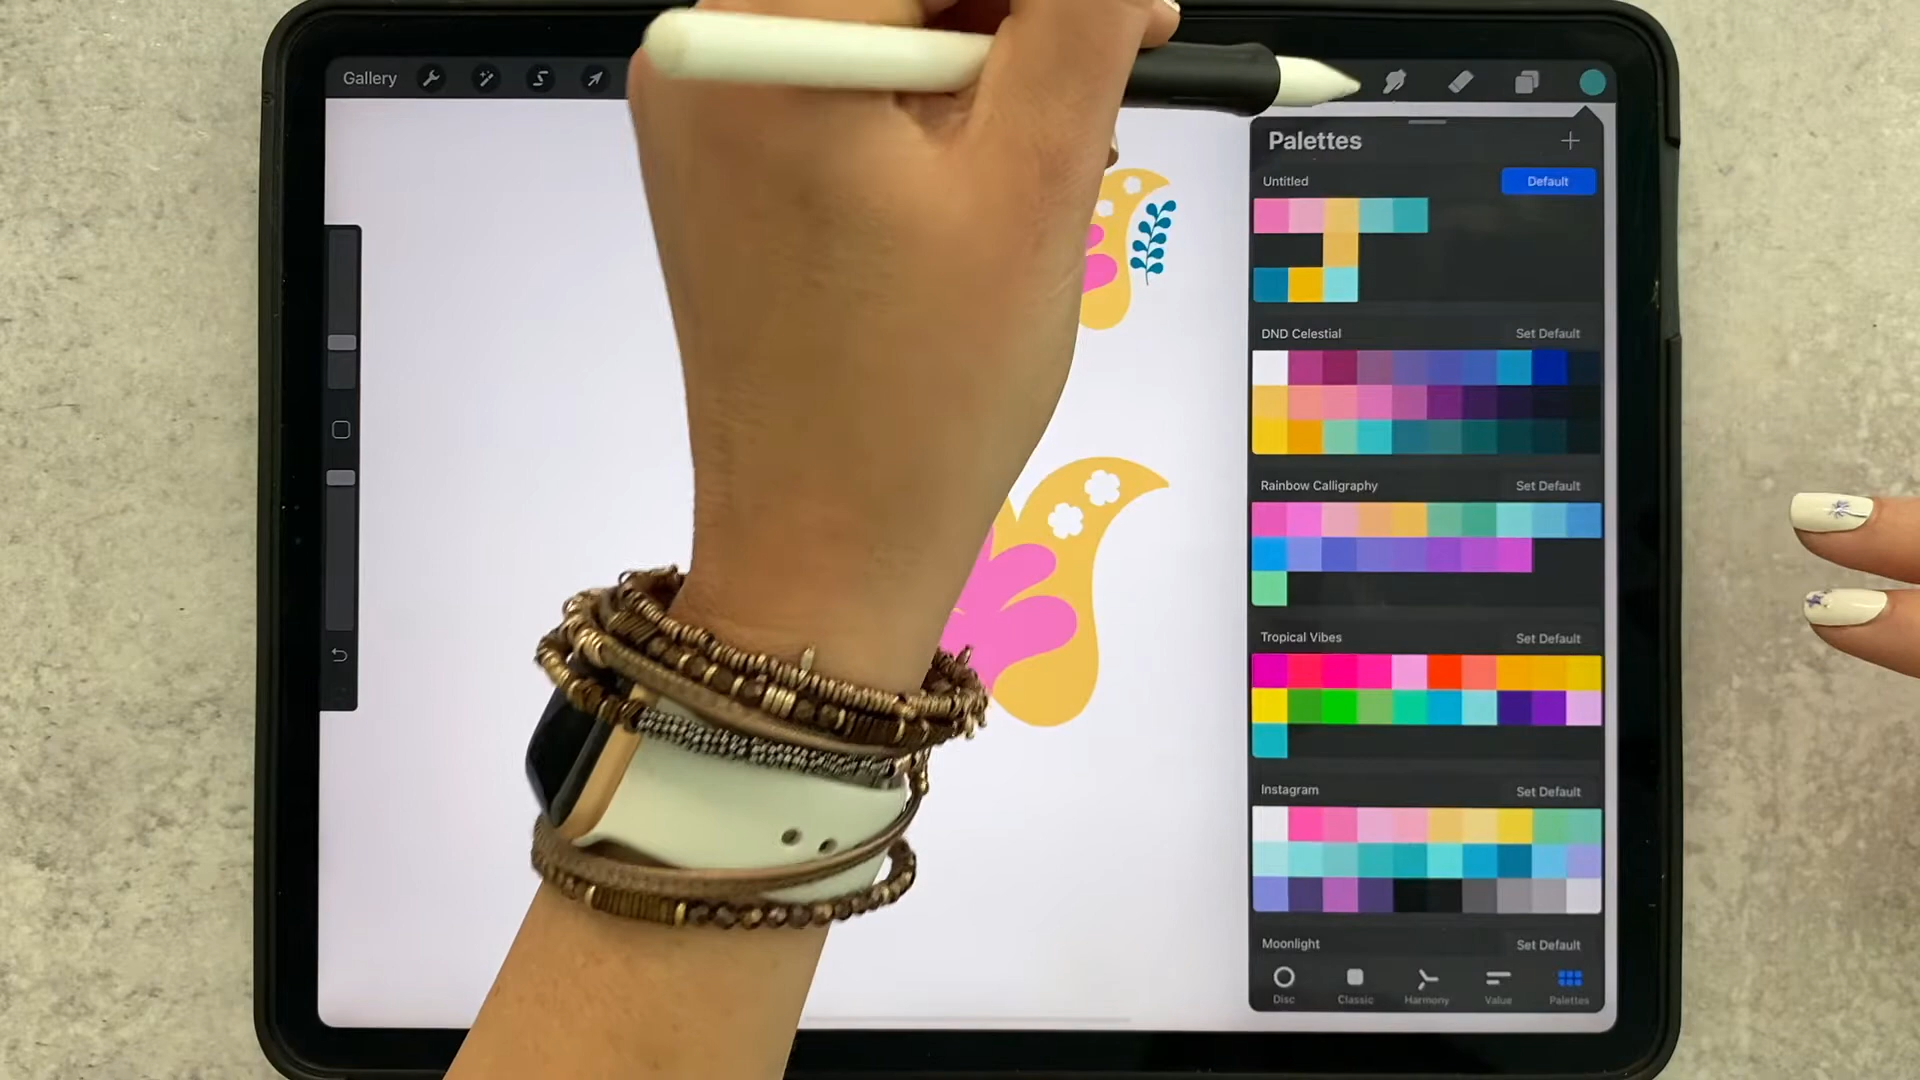 Gallery
Palettes
Untitled
Default
DND Celestial
Set Default
Rainbow Calligraphy
Set Default
Tropical Vibes
Set Default
Instagram
Set Default
Moonlight
Set Default
Disc
Classic
Harmony
Value
Palettes